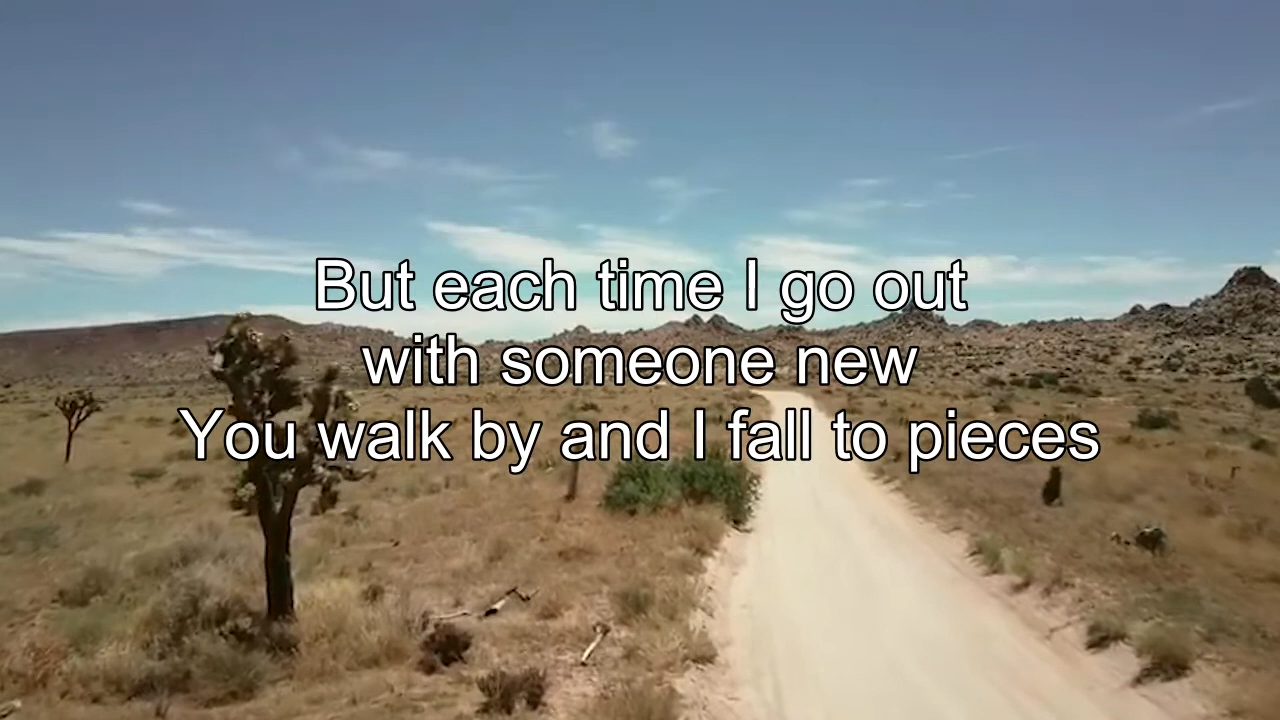 But each time I go out
with someone new
You walk by and I fall to pieces